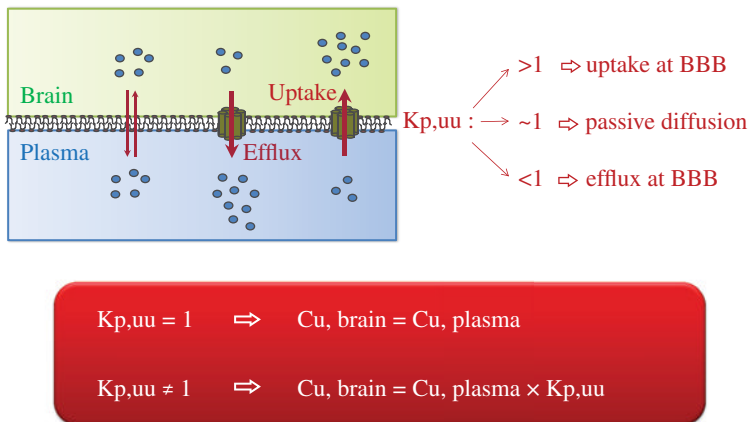 Brain
Uptake
Plasma
Efflux
Kp,uu :
>1 ⇨ uptake at BBB
~1 ⇨ passive diffusion
<1 ⇨ efflux at BBB
Kp,uu = 1 ⇨ Cu, brain = Cu, plasma
Kp,uu ≠ 1 ⇨ Cu, brain = Cu, plasma × Kp,uu